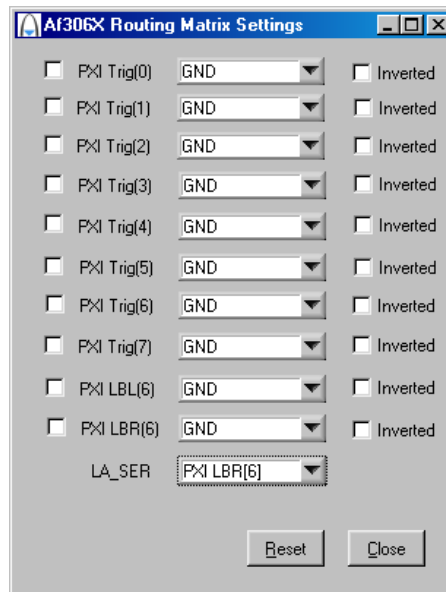 Af306X Routing Matrix Settings
PXI Trig(0) GND Inverted
PXI Trig(1) GND Inverted
PXI Trig(2) GND Inverted
PXI Trig(3) GND Inverted
PXI Trig(4) GND Inverted
PXI Trig(5) GND Inverted
PXI Trig(6) GND Inverted
PXI Trig(7) GND Inverted
PXI LBL(6) GND Inverted
PXI LBR(6) GND Inverted
LA_SER PXI LBR[6]
Reset Close